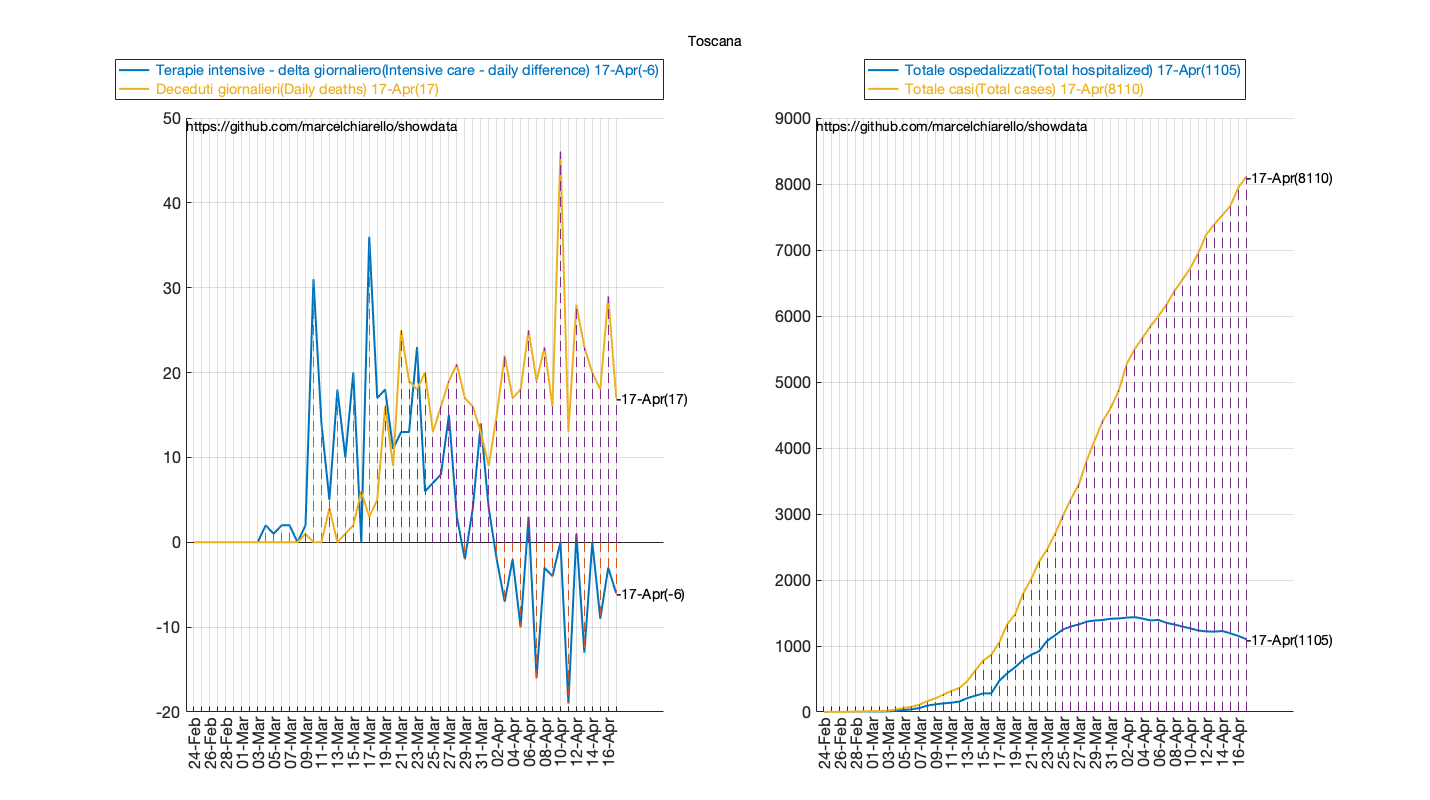 Toscana
Terapie intensive - delta giornaliero(Intensive care - daily difference) 17-Apr(-6)
Deceduti giornalieri(Daily deaths) 17-Apr(17)
https://github.com/marcelchiarello/showdata
50
40
30
20
10
0
-10
-20
-17-Apr(17)
-17-Apr(-6)
24-Feb
26-Feb
28-Feb
01-Mar
03-Mar
05-Mar
07-Mar
09-Mar
11-Mar
13-Mar
15-Mar
17-Mar
19-Mar
21-Mar
23-Mar
25-Mar
27-Mar
29-Mar
31-Mar
02-Apr
04-Apr
06-Apr
08-Apr
10-Apr
12-Apr
14-Apr
16-Apr
Totale ospedalizzati(Total hospitalized) 17-Apr(1105)
Totale casi(Total cases) 17-Apr(8110)
https://github.com/marcelchiarello/showdata
9000
8000
7000
6000
5000
4000
3000
2000
1000
0
-17-Apr(8110)
-17-Apr(1105)
24-Feb
26-Feb
28-Feb
01-Mar
03-Mar
05-Mar
07-Mar
09-Mar
11-Mar
13-Mar
15-Mar
17-Mar
19-Mar
21-Mar
23-Mar
25-Mar
27-Mar
29-Mar
31-Mar
02-Apr
04-Apr
06-Apr
08-Apr
10-Apr
12-Apr
14-Apr
16-Apr